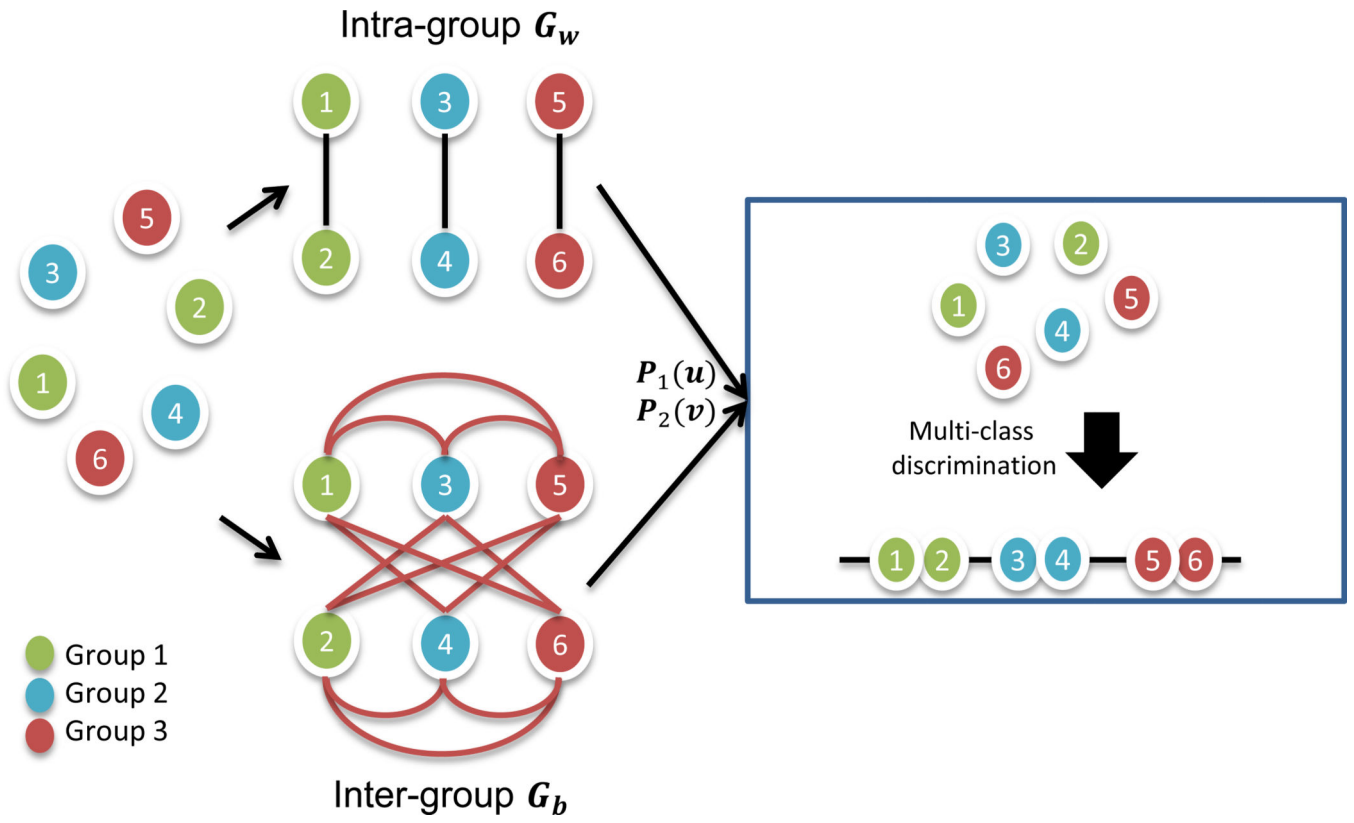 Intra-group G_w
1 3 5
2 4 6
5
3
2
1
4
6
P_1(u)
P_2(v)
3 2
1 5
4
6
Multi-class
discrimination
1 2 3 4 5 6
1 3 5
2 4 6
Group 1
Group 2
Group 3
Inter-group G_b